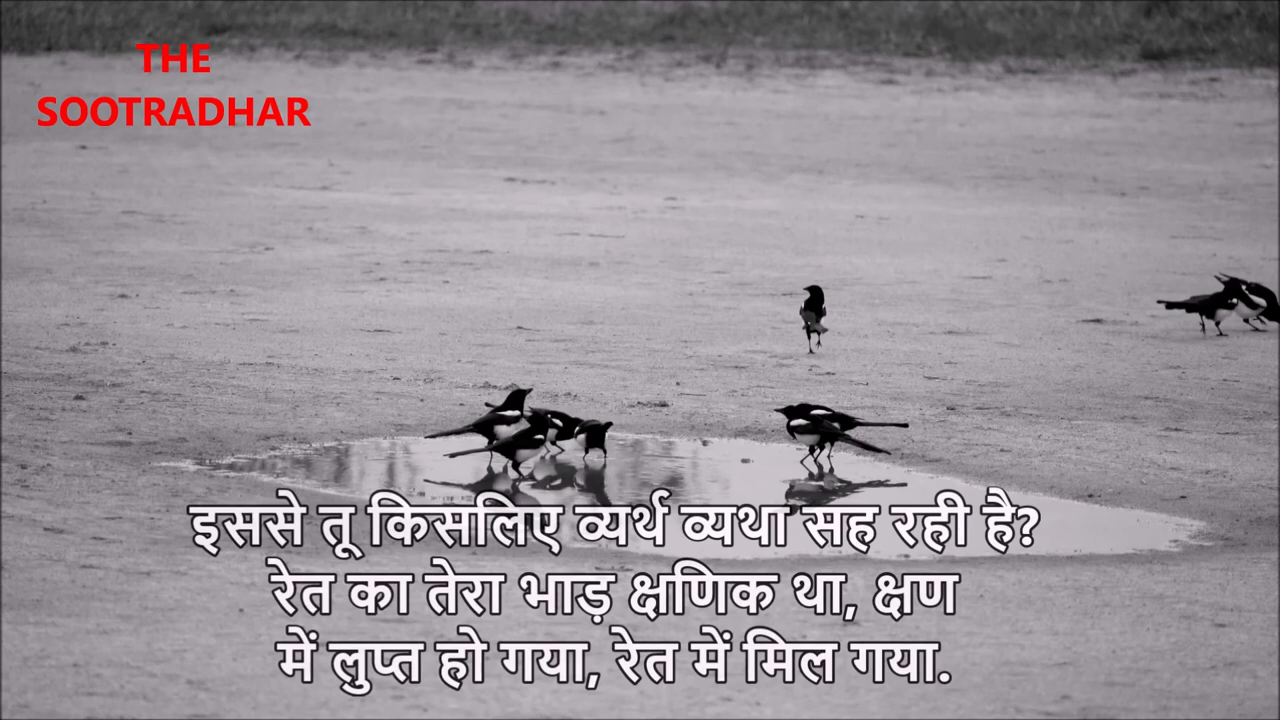 THE
SOOTRADHAR
इससे तू किसलिए व्यर्थ व्यथा सह रही है?
रेत का तेरा भाड़ क्षणिक था, क्षण
में लुप्त हो गया, रेत में मिल गया.